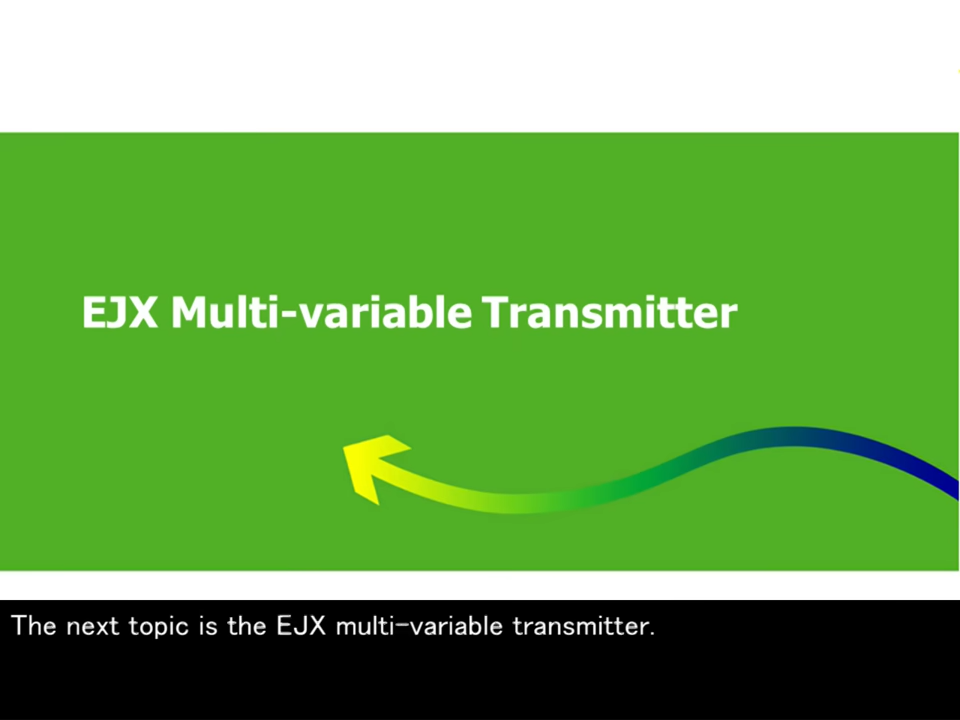 EJX Multi-variable Transmitter
The next topic is the EJX multi-variable transmitter.